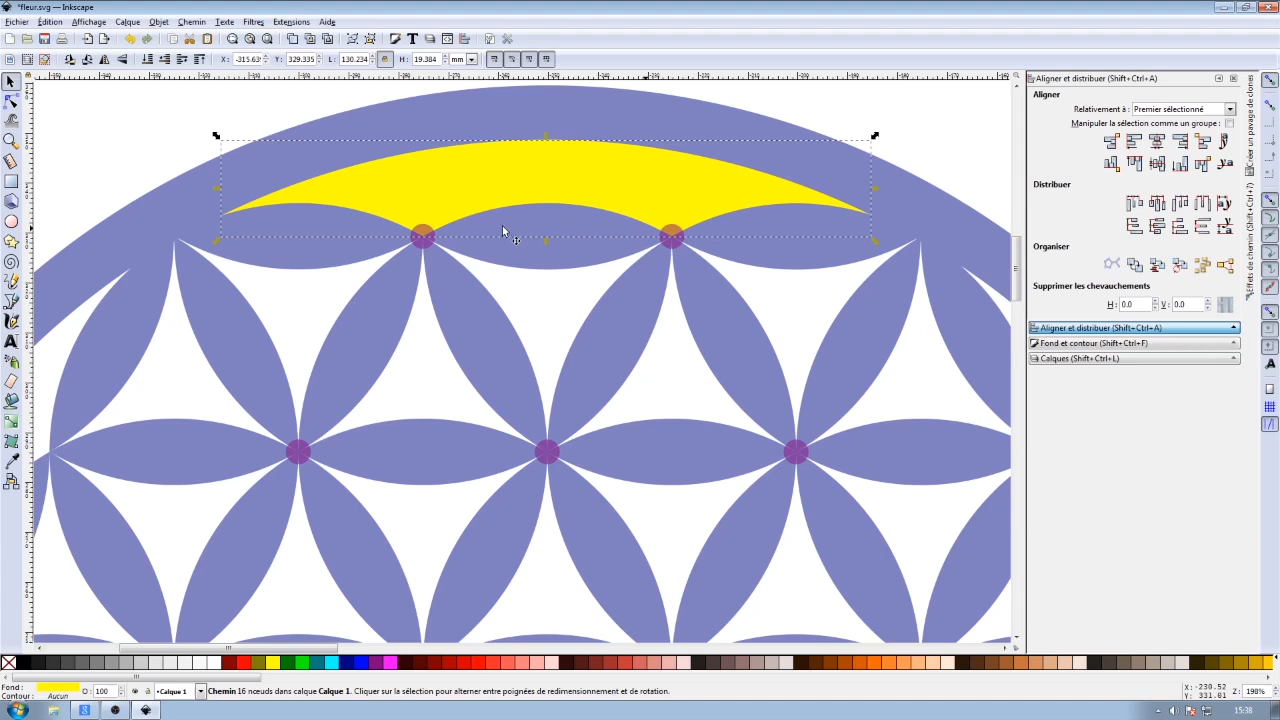 *fleur.svg — Inkscape
Fichier Édition Affichage Calque Objet Chemin Texte Filtres Extensions Aide
X: -315.63 Y: 329.335 L: 130.234 H: 19.384 mm
Aligner et distribuer (Shift+Ctrl+A)
Aligner
Relativement à : Premier sélectionné
Manipuler la sélection comme un groupe :
Distribuer
Organiser
Supprimer les chevauchements
H: 0.0 V: 0.0
Aligner et distribuer (Shift+Ctrl+A)
Fond et contour (Shift+Ctrl+F)
Calques (Shift+Ctrl+L)
Fond :
Contour : Aucun
O: 100
•Calque 1
Chemin 16 nœuds dans calque Calque 1. Cliquer sur la sélection pour alterner entre poignées de redimensionnement et de rotation.
X: -230.52
Y: 331.81
Z: 198%
15:38